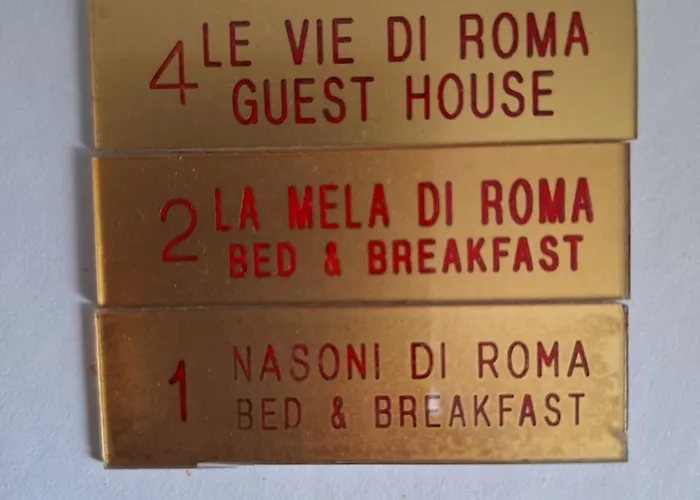 4 LE VIE DI ROMA
GUEST HOUSE
2 LA MELA DI ROMA
BED & BREAKFAST
1 NASONI DI ROMA
BED & BREAKFAST